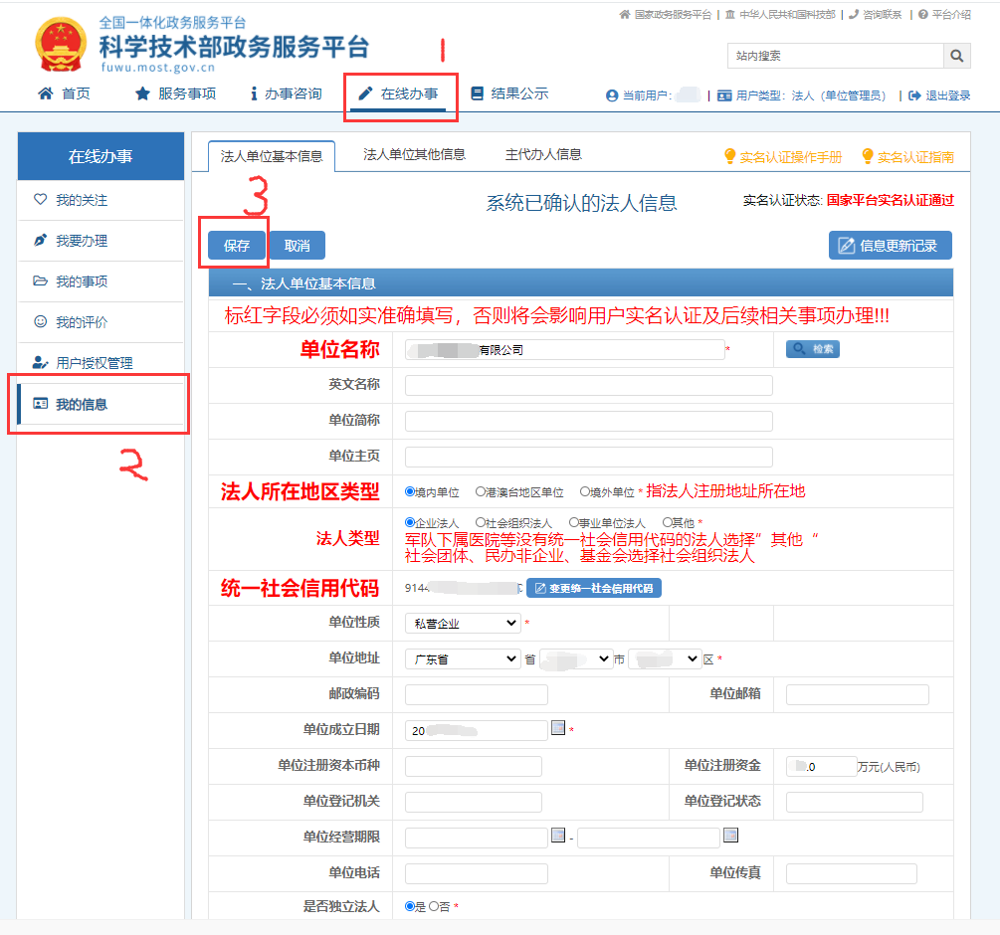 国家政务服务平台 | 中华人民共和国科技部 | 咨询联系 | 平台介绍
全国一体化政务服务平台
科学技术部政务服务平台
fuwu.most.gov.cn
1
站内搜索
首页 服务事项 办事咨询 在线办事 结果公示
当前用户: | 用户类型：法人（单位管理员） | 退出登录
在线办事
我的关注
我要办理
我的事项
我的评价
用户授权管理
我的信息
2
法人单位基本信息 法人单位其他信息 主代办人信息 实名认证操作手册 实名认证指南
3
系统已确认的法人信息 实名认证状态: 国家平台实名认证通过
保存 取消 信息更新记录
一、法人单位基本信息
标红字段必须如实准确填写，否则将会影响用户实名认证及后续相关事项办理!!!
单位名称 有限公司 * 检索
英文名称
单位简称
单位主页
法人所在地区类型 境内单位 港澳台地区单位 境外单位 * 指法人注册地址所在地
法人类型 企业法人 社会组织法人 事业单位法人 其他 *
军队下属医院等没有统一社会信用代码的法人选择”其他“
社会团体、民办非企业、基金会选择社会组织法人
统一社会信用代码 9144 变更统一社会信用代码
单位性质 私营企业 *
单位地址 广东省 省 市 区 *
邮政编码 单位邮箱
单位成立日期 20 *
单位注册资本币种 单位注册资金 .0 万元(人民币)
单位登记机关 单位登记状态
单位经营期限 -
单位电话 单位传真
是否独立法人 是 否 *